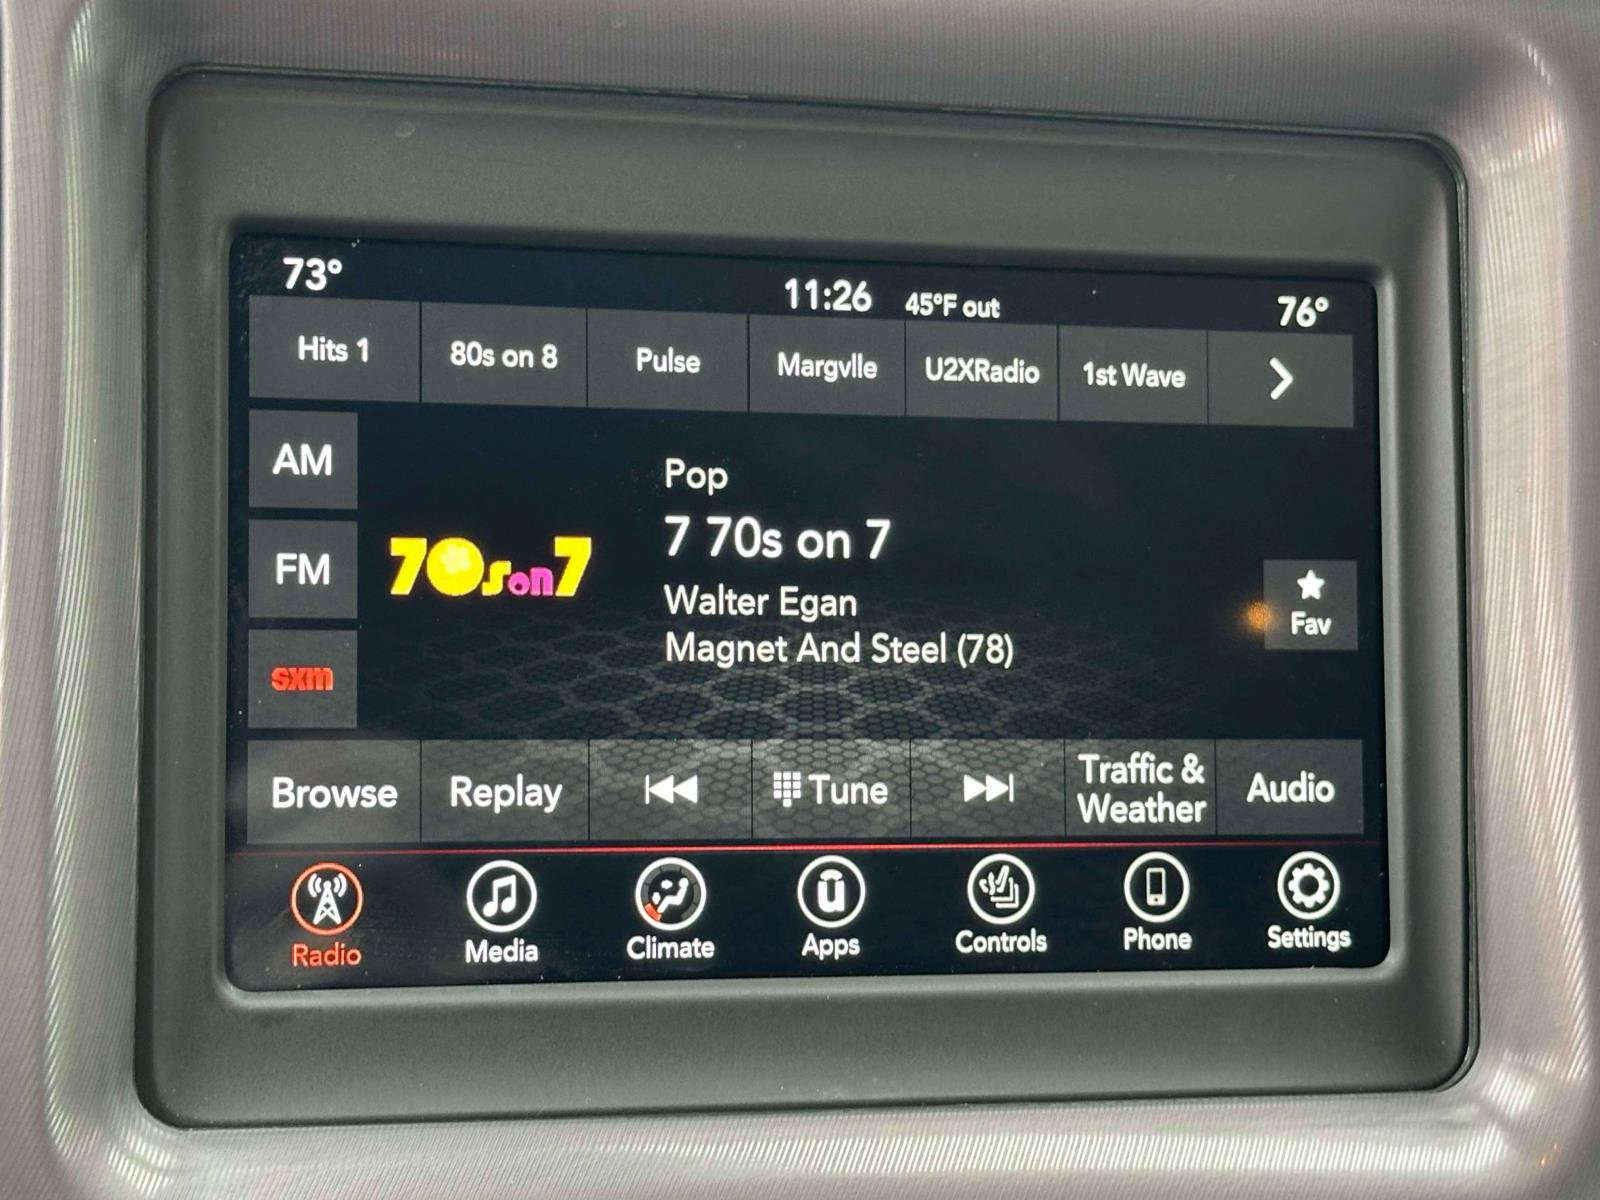 73° 11:26 45°F out 76°
Hits 1 80s on 8 Pulse Margvlle U2XRadio 1st Wave
AM
FM
sxm
70s on 7
Pop
7 70s on 7
Walter Egan
Magnet And Steel (78)
Fav
Browse Replay Tune Traffic & Weather Audio
Radio Media Climate Apps Controls Phone Settings